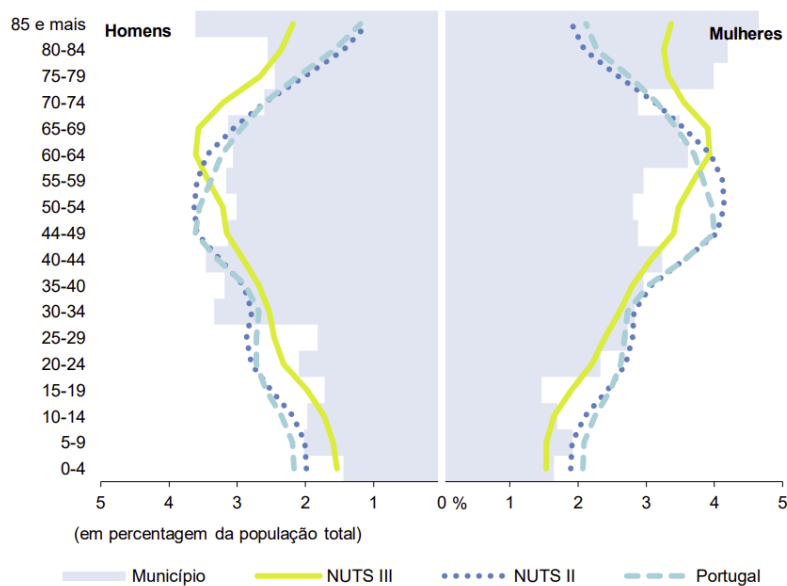 Homens
Mulheres
85 e mais
80-84
75-79
70-74
65-69
60-64
55-59
50-54
44-49
40-44
35-40
30-34
25-29
20-24
15-19
10-14
5-9
0-4
5 4 3 2 1 0 % 1 2 3 4 5
(em percentagem da população total)
Município NUTS III NUTS II Portugal